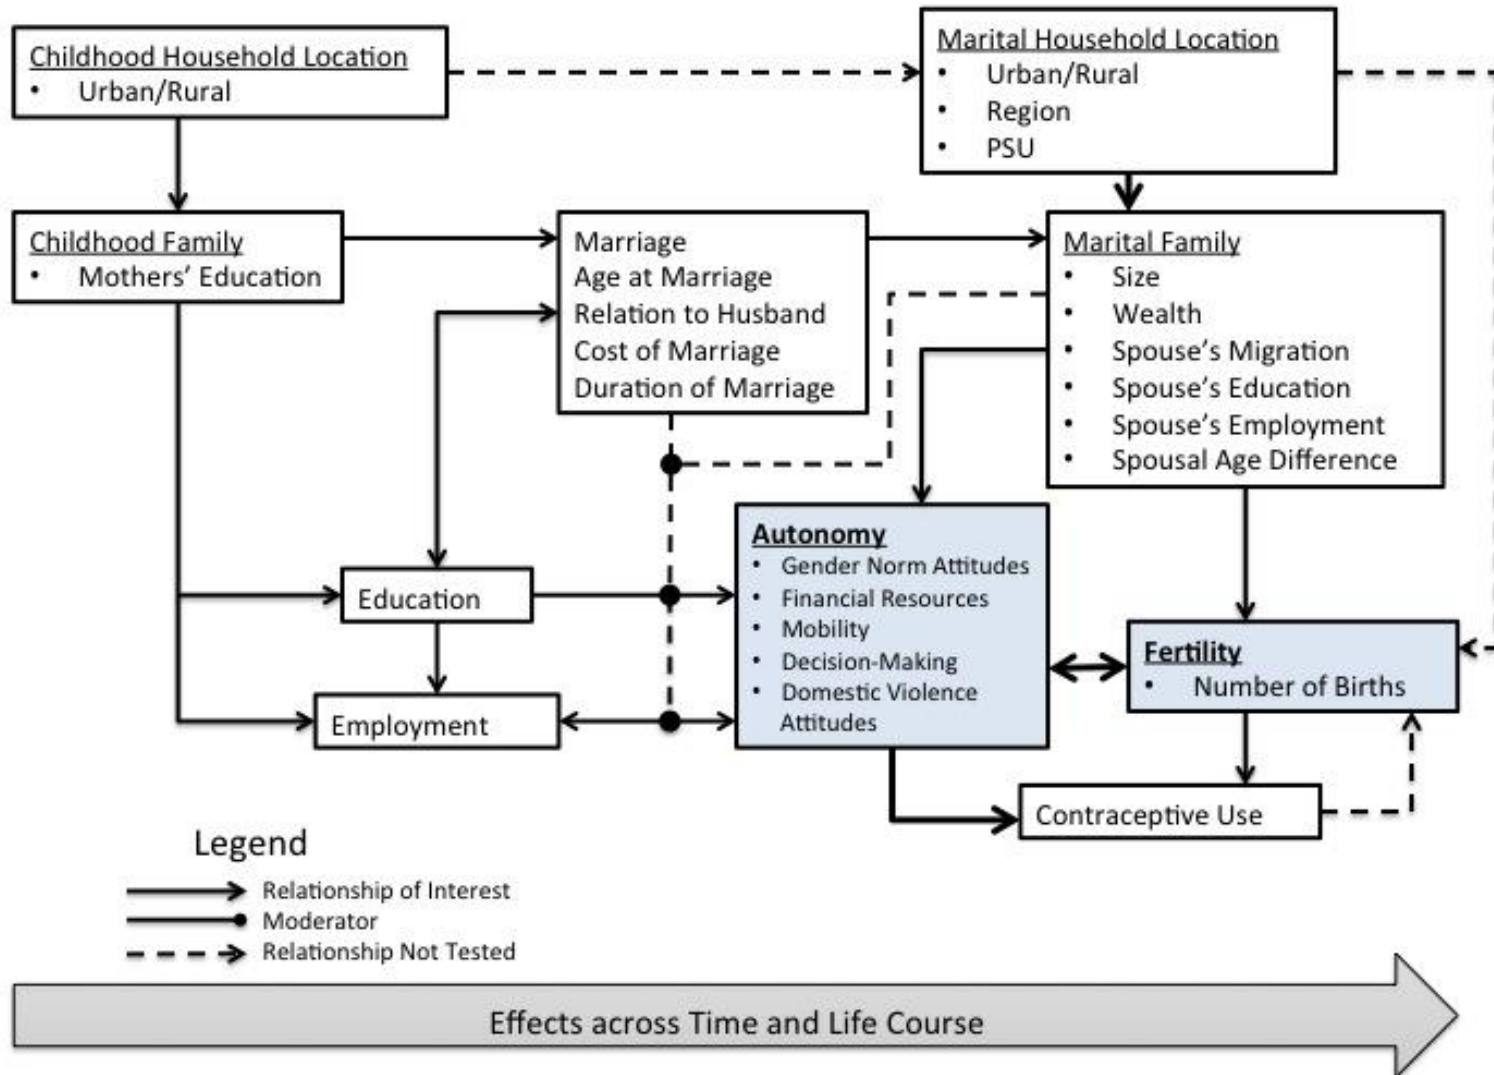 Childhood Household Location
• Urban/Rural
Marital Household Location
• Urban/Rural
• Region
• PSU
Childhood Family
• Mothers’ Education
Marriage
Age at Marriage
Relation to Husband
Cost of Marriage
Duration of Marriage
Marital Family
• Size
• Wealth
• Spouse’s Migration
• Spouse’s Education
• Spouse’s Employment
• Spousal Age Difference
Education
Employment
Autonomy
• Gender Norm Attitudes
• Financial Resources
• Mobility
• Decision-Making
• Domestic Violence
Attitudes
Fertility
• Number of Births
Contraceptive Use
Legend
Relationship of Interest
Moderator
Relationship Not Tested
Effects across Time and Life Course